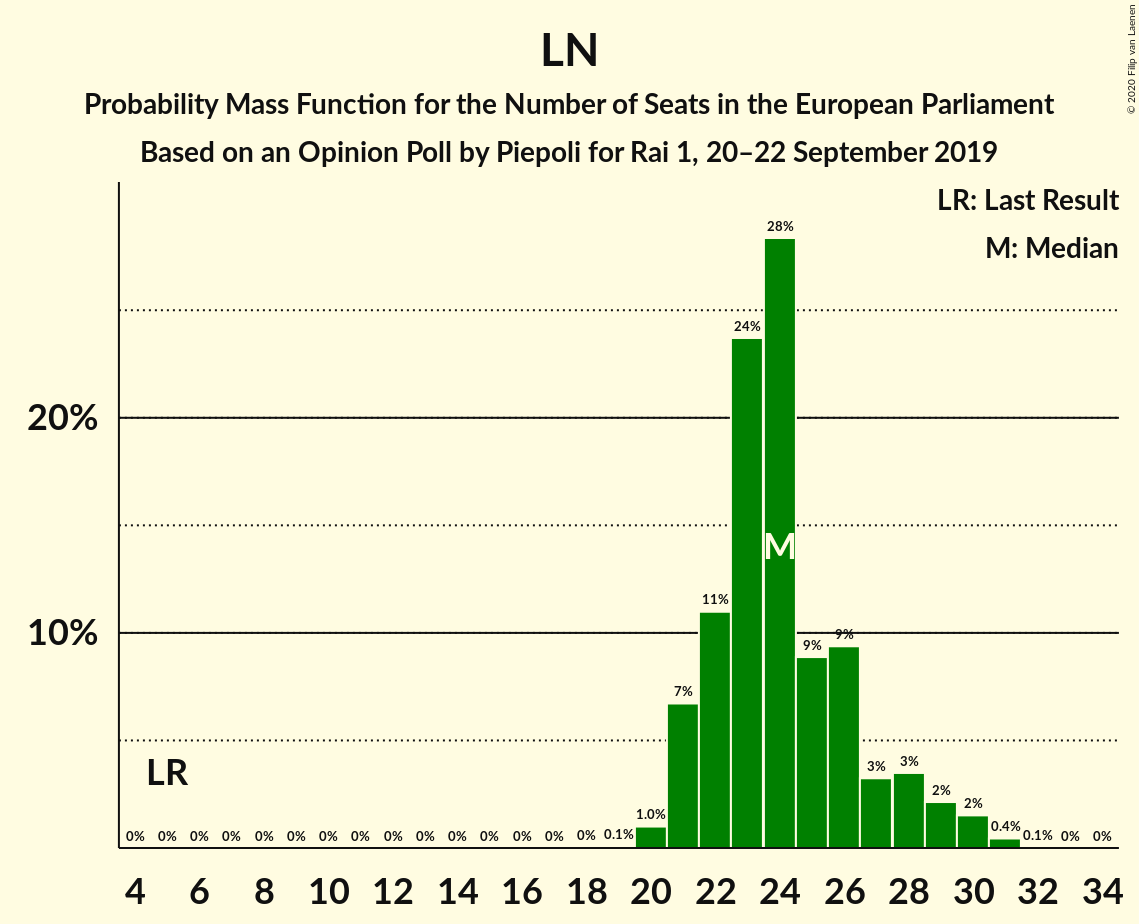 LN
Probability Mass Function for the Number of Seats in the European Parliament
Based on an Opinion Poll by Piepoli for Rai 1, 20–22 September 2019
© 2020 Filip van Laenen
LR: Last Result
M: Median
20%
10%
LR
M
0% 0% 0% 0% 0% 0% 0% 0% 0% 0% 0% 0% 0% 0% 0% 0.1% 1.0% 7% 11% 24% 28% 9% 9% 3% 3% 2% 2% 0.4% 0.1% 0% 0%
4 6 8 10 12 14 16 18 20 22 24 26 28 30 32 34